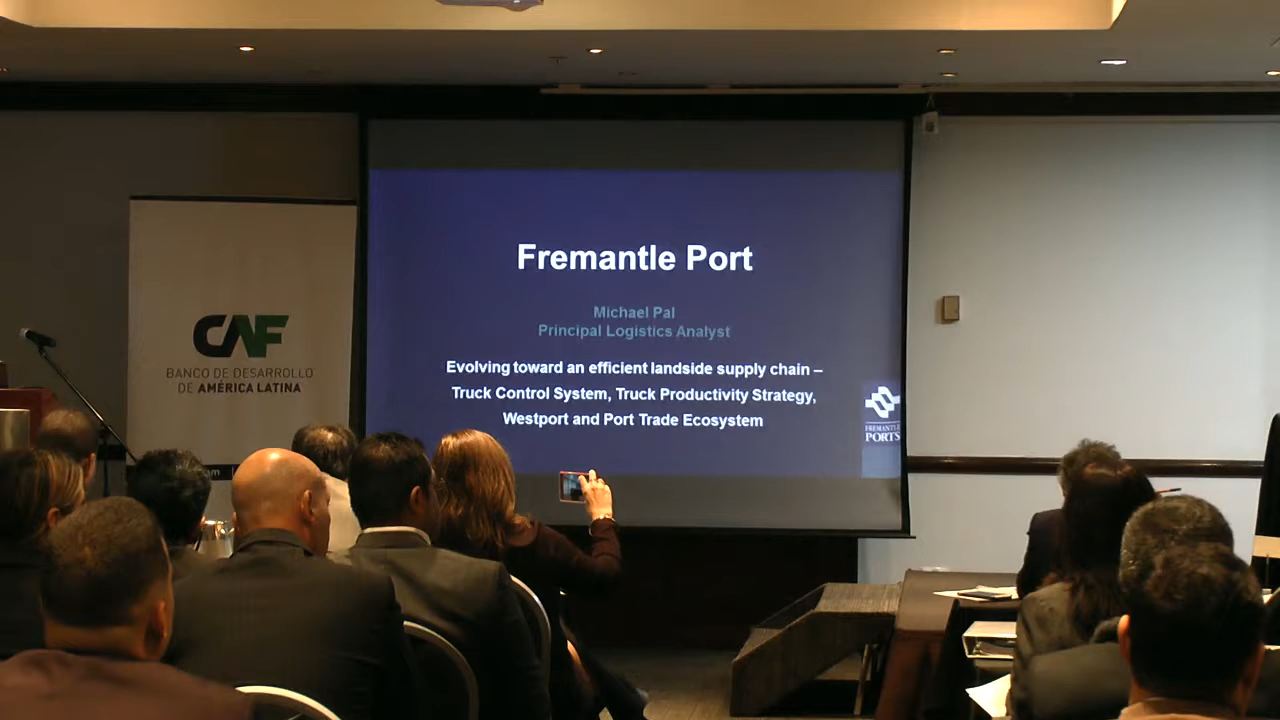 CAF
BANCO DE DESARROLLO
DE AMÉRICA LATINA
Fremantle Port
Michael Pal
Principal Logistics Analyst
Evolving toward an efficient landside supply chain –
Truck Control System, Truck Productivity Strategy,
Westport and Port Trade Ecosystem
FREMANTLE
PORTS